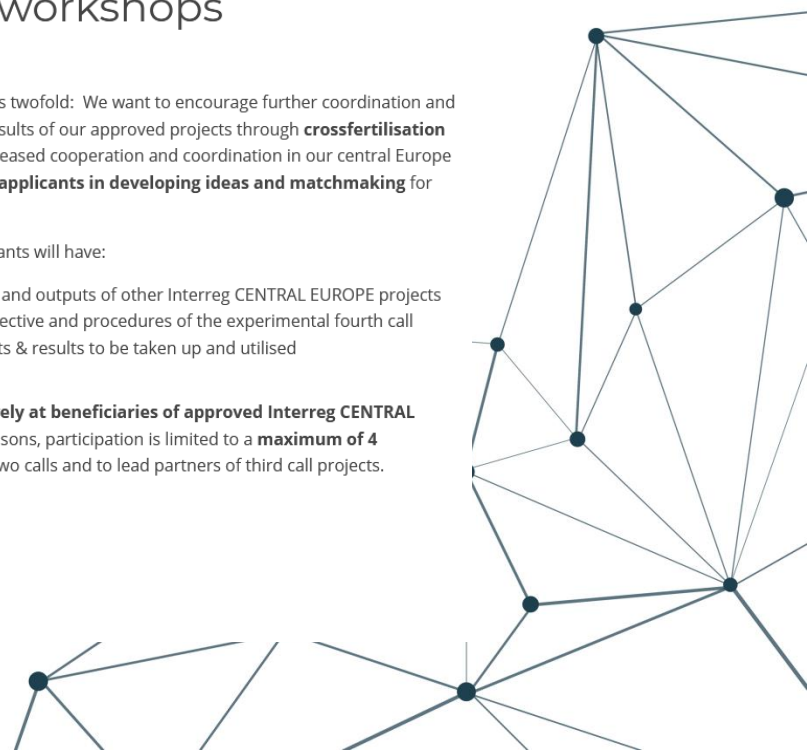 workshops
s twofold: We want to encourage further coordination and
sults of our approved projects through crossfertilisation
eased cooperation and coordination in our central Europe
applicants in developing ideas and matchmaking for
ants will have:
and outputs of other Interreg CENTRAL EUROPE projects
ective and procedures of the experimental fourth call
ts & results to be taken up and utilised
ely at beneficiaries of approved Interreg CENTRAL
sons, participation is limited to a maximum of 4
wo calls and to lead partners of third call projects.